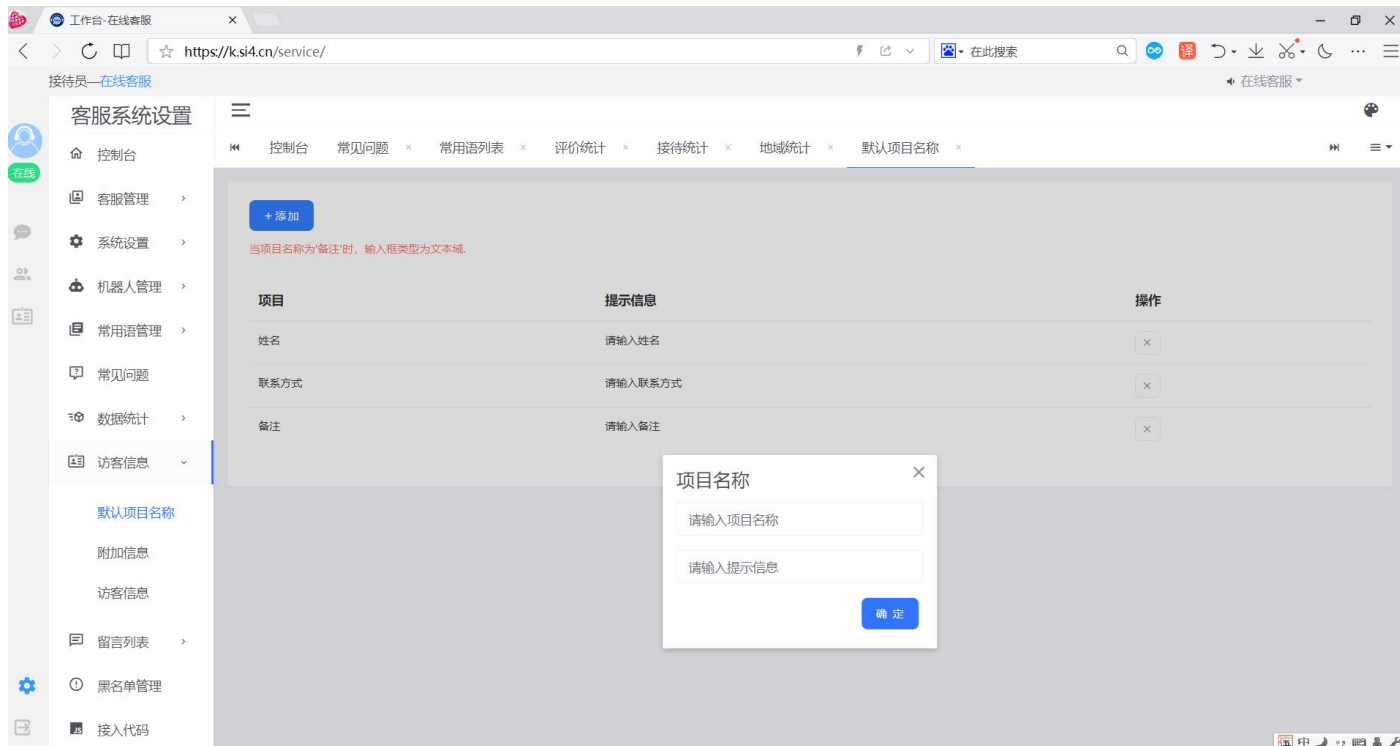 工作台-在线客服
https://k.si4.cn/service/
在此搜索
译
接待员—在线客服
在线客服
客服系统设置
在线
控制台
常见问题
常用语列表
评价统计
接待统计
地域统计
默认项目名称
控制台
客服管理
系统设置
机器人管理
常用语管理
常见问题
数据统计
访客信息
默认项目名称
附加信息
访客信息
留言列表
黑名单管理
JS
接入代码
+添加
当项目名称为'备注'时，输入框类型为文本域.
项目 提示信息 操作
姓名 请输入姓名
联系方式 请输入联系方式
备注 请输入备注
项目名称
请输入项目名称
请输入提示信息
确 定
五 中